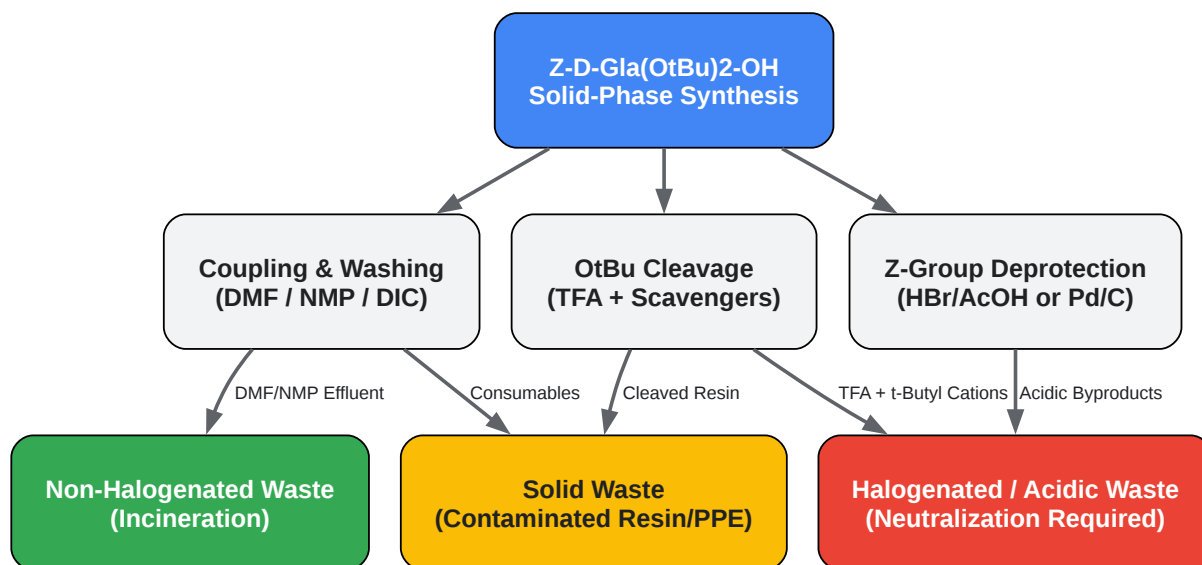 Z-D-Gla(OtBu)2-OH
Solid-Phase Synthesis
Coupling & Washing
(DMF / NMP / DIC)
OtBu Cleavage
(TFA + Scavengers)
Z-Group Deprotection
(HBr/AcOH or Pd/C)
DMF/NMP Effluent
Consumables
Cleaved Resin
TFA + t-Butyl Cations
Acidic Byproducts
Non-Halogenated Waste
(Incineration)
Solid Waste
(Contaminated Resin/PPE)
Halogenated / Acidic Waste
(Neutralization Required)